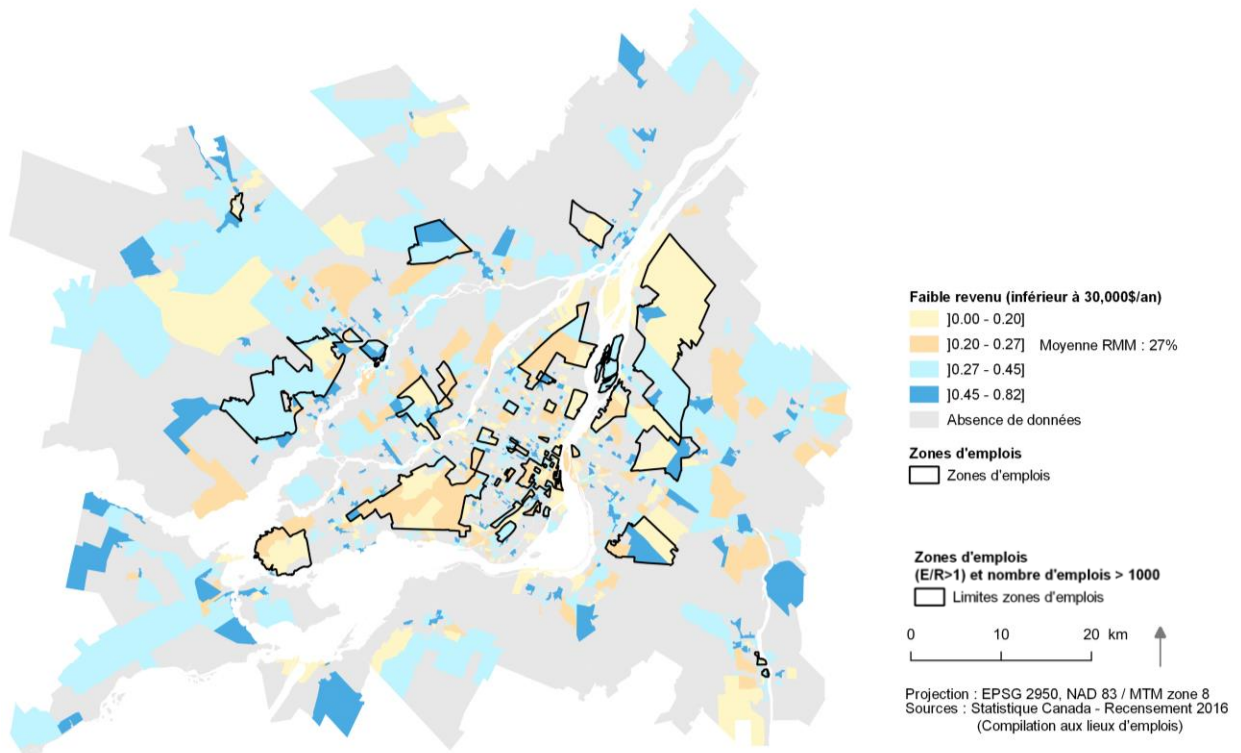 Faible revenu (inférieur à 30,000$/an)
]0.00 - 0.20]
]0.20 - 0.27] Moyenne RMM : 27%
]0.27 - 0.45]
]0.45 - 0.82]
Absence de données
Zones d'emplois
Zones d'emplois
Zones d'emplois
(E/R>1) et nombre d'emplois > 1000
Limites zones d'emplois
0 10 20 km
Projection : EPSG 2950, NAD 83 / MTM zone 8
Sources : Statistique Canada - Recensement 2016
(Compilation aux lieux d'emplois)